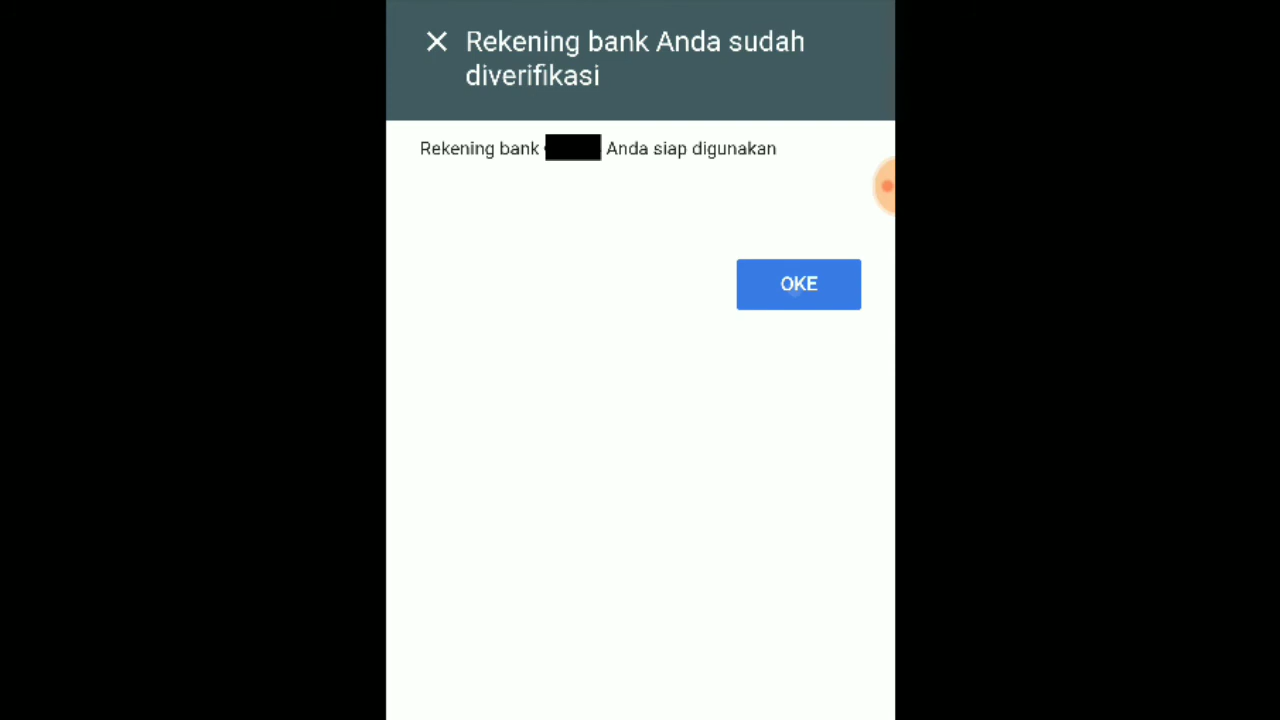 Rekening bank Anda sudah
diverifikasi
Rekening bank Anda siap digunakan
OKE